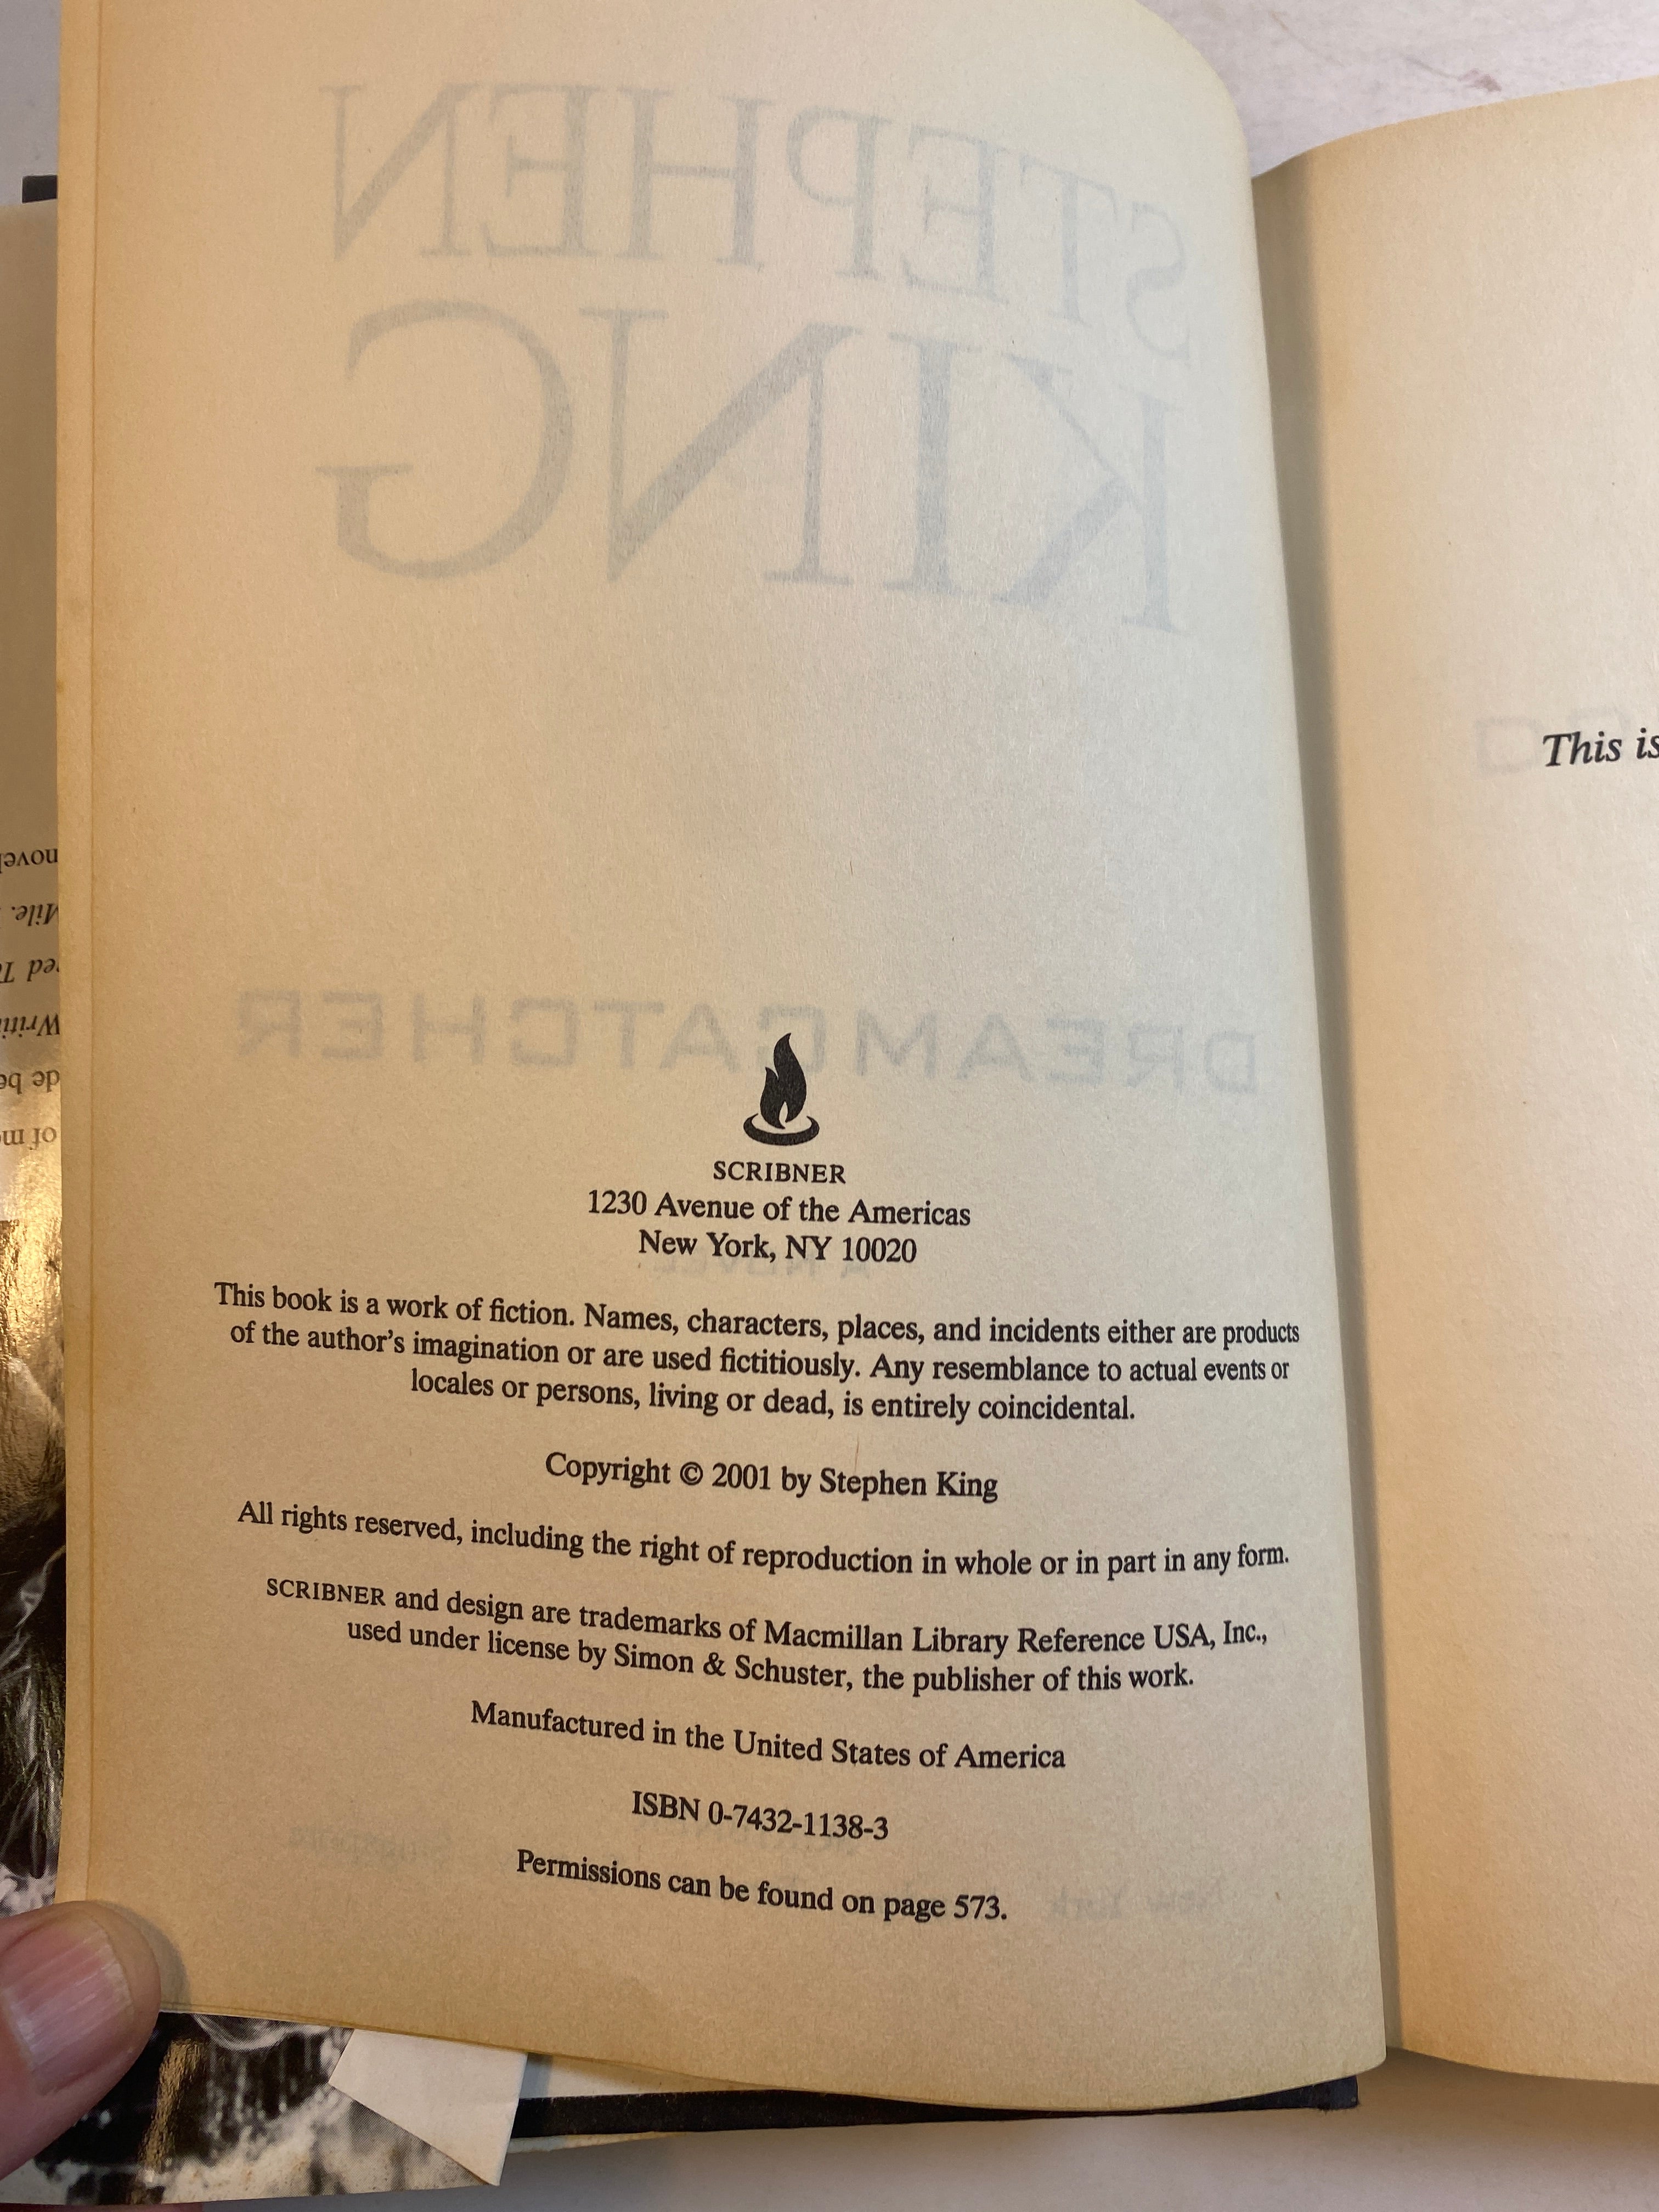 STEPHEN
KING
DREAMCATCHER
SCRIBNER
1230 Avenue of the Americas
New York, NY 10020
This book is a work of fiction. Names, characters, places, and incidents either are products
of the author's imagination or are used fictitiously. Any resemblance to actual events or
locales or persons, living or dead, is entirely coincidental.
Copyright © 2001 by Stephen King
All rights reserved, including the right of reproduction in whole or in part in any form.
SCRIBNER and design are trademarks of Macmillan Library Reference USA, Inc.,
used under license by Simon & Schuster, the publisher of this work.
Manufactured in the United States of America
ISBN 0-7432-1138-3
Permissions can be found on page 573.
This is
of